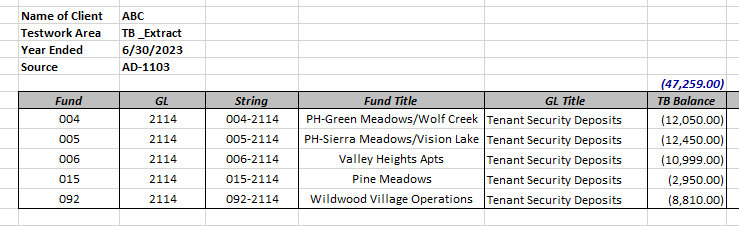 Name of Client ABC
Testwork Area TB _Extract
Year Ended 6/30/2023
Source AD-1103
(47,259.00)
Fund GL String Fund Title GL Title TB Balance
004 2114 004-2114 PH-Green Meadows/Wolf Creek Tenant Security Deposits (12,050.00)
005 2114 005-2114 PH-Sierra Meadows/Vision Lake Tenant Security Deposits (12,450.00)
006 2114 006-2114 Valley Heights Apts Tenant Security Deposits (10,999.00)
015 2114 015-2114 Pine Meadows Tenant Security Deposits (2,950.00)
092 2114 092-2114 Wildwood Village Operations Tenant Security Deposits (8,810.00)